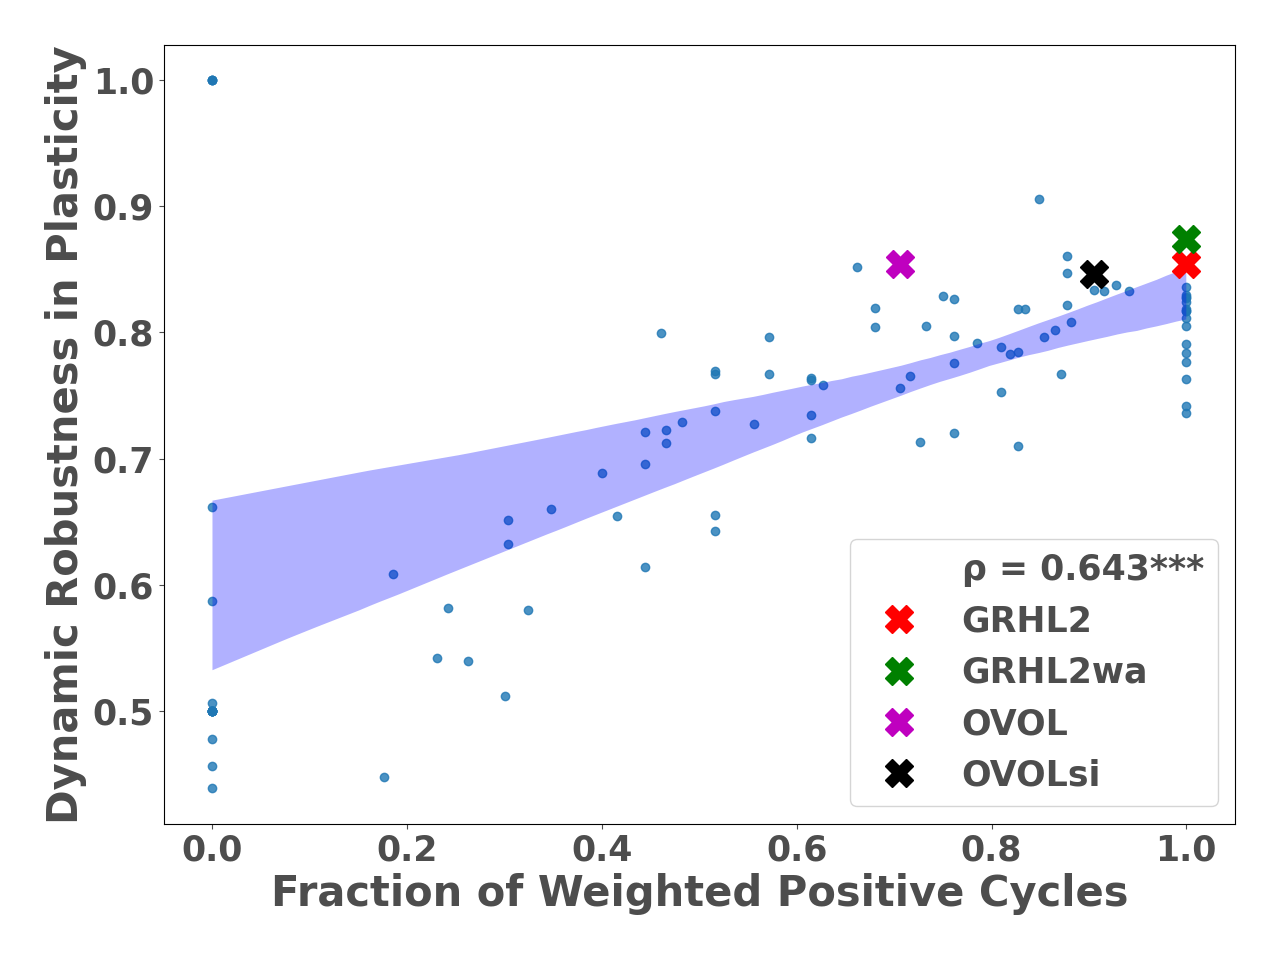 Dynamic Robustness in Plasticity
1.0
0.9
0.8
0.7
0.6
0.5
ρ = 0.643***
GRHL2
GRHL2wa
OVOL
OVOLsi
0.0 0.2 0.4 0.6 0.8 1.0
Fraction of Weighted Positive Cycles